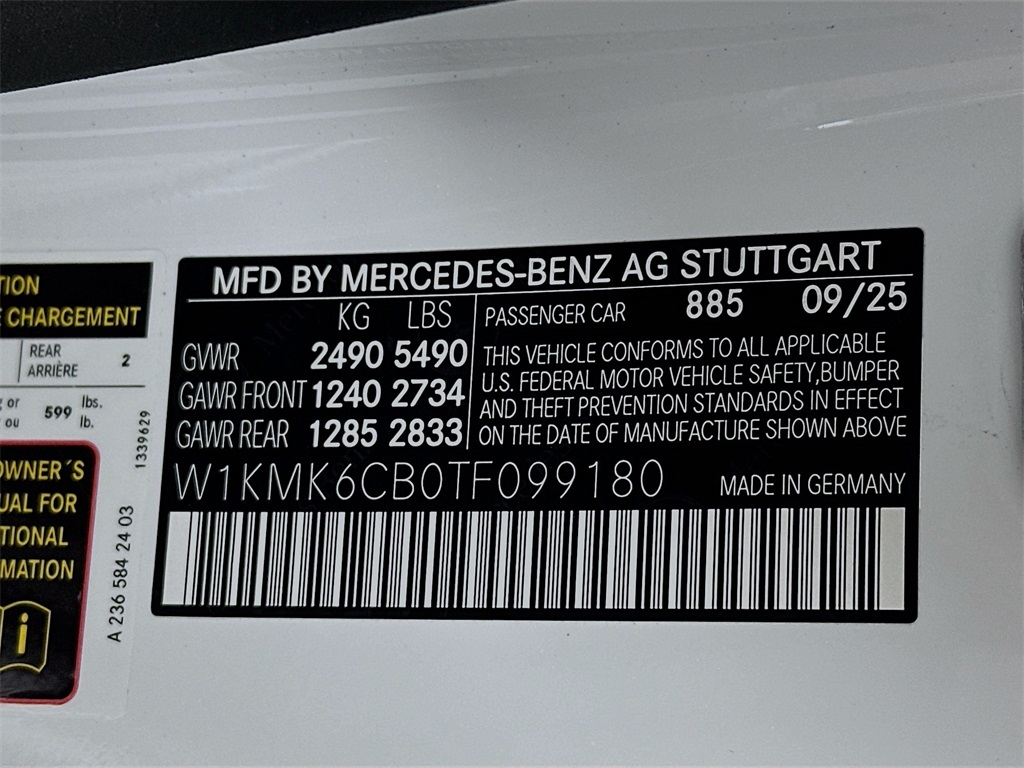 MFD BY MERCEDES-BENZ AG STUTTGART
KG LBS
GVWR 2490 5490
GAWR FRONT 1240 2734
GAWR REAR 1285 2833
PASSENGER CAR 885 09/25
THIS VEHICLE CONFORMS TO ALL APPLICABLE
U.S. FEDERAL MOTOR VEHICLE SAFETY,BUMPER
AND THEFT PREVENTION STANDARDS IN EFFECT
ON THE DATE OF MANUFACTURE SHOWN ABOVE
W1KMK6CB0TF099180 MADE IN GERMANY
TION
CHARGEMENT
REAR 2
ARRIÈRE
or 599 lbs.
ou lb.
OWNER´S
UAL FOR
TIONAL
MATION
i
1339629
A 236 584 24 03